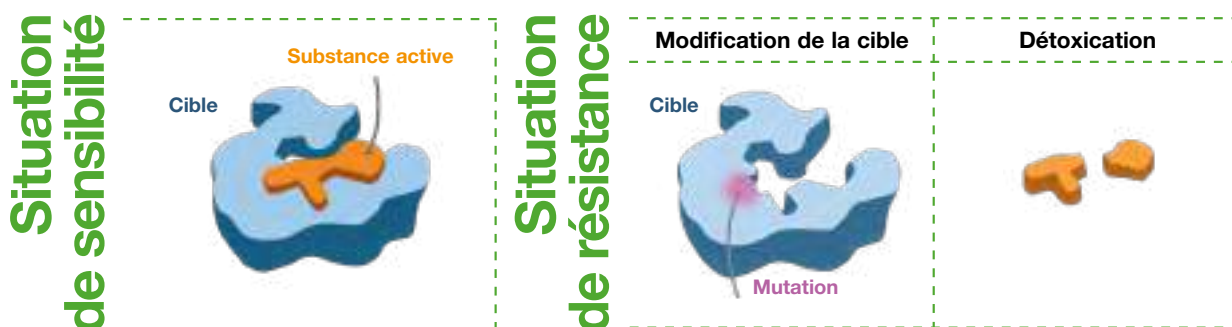 Situation
de sensibilité
Substance active
Cible
Situation
de résistance
Modification de la cible
Détoxication
Cible
Mutation